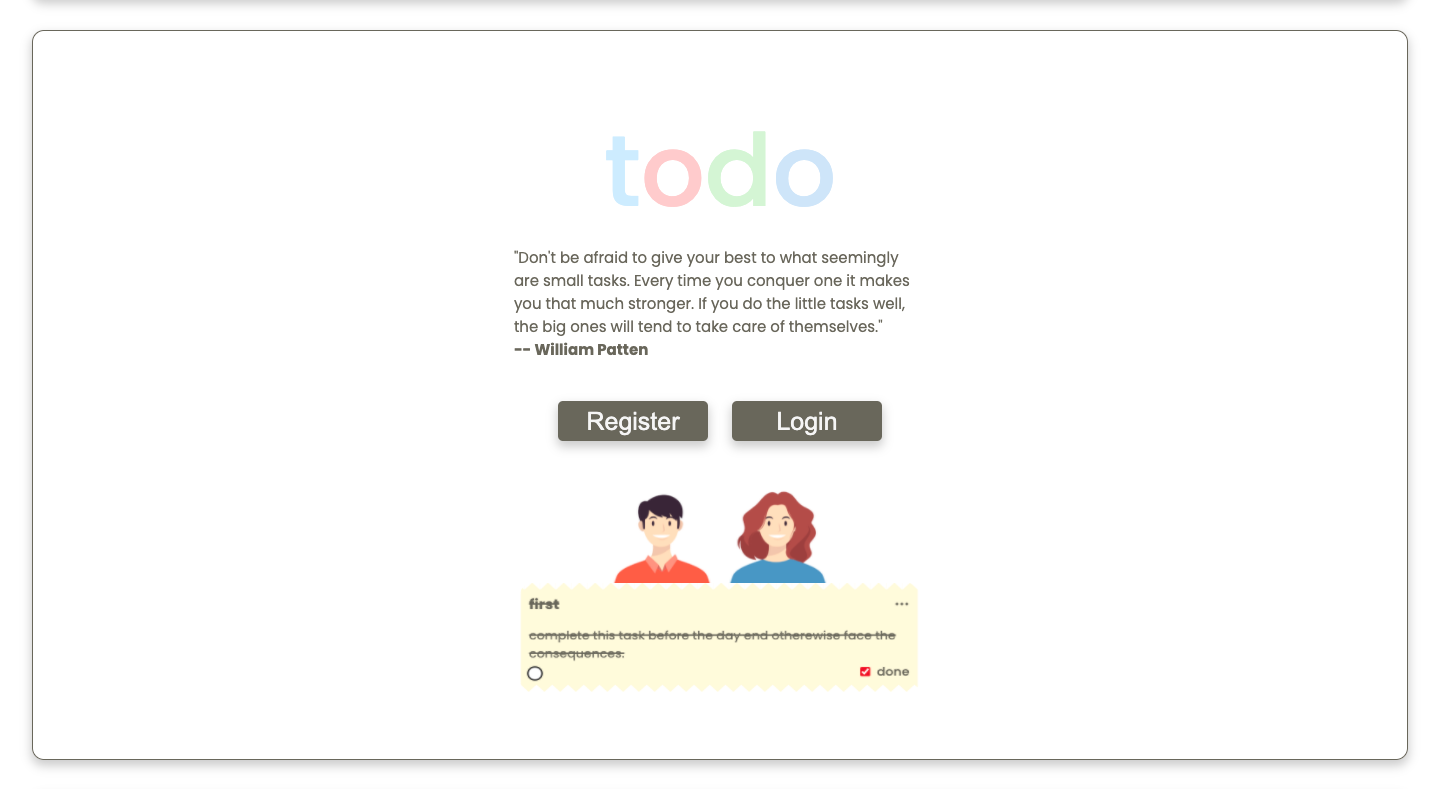 todo
"Don't be afraid to give your best to what seemingly
are small tasks. Every time you conquer one it makes
you that much stronger. If you do the little tasks well,
the big ones will tend to take care of themselves."
-- William Patten
Register Login
first
complete this task before the day end otherewise face the
consequences.
done